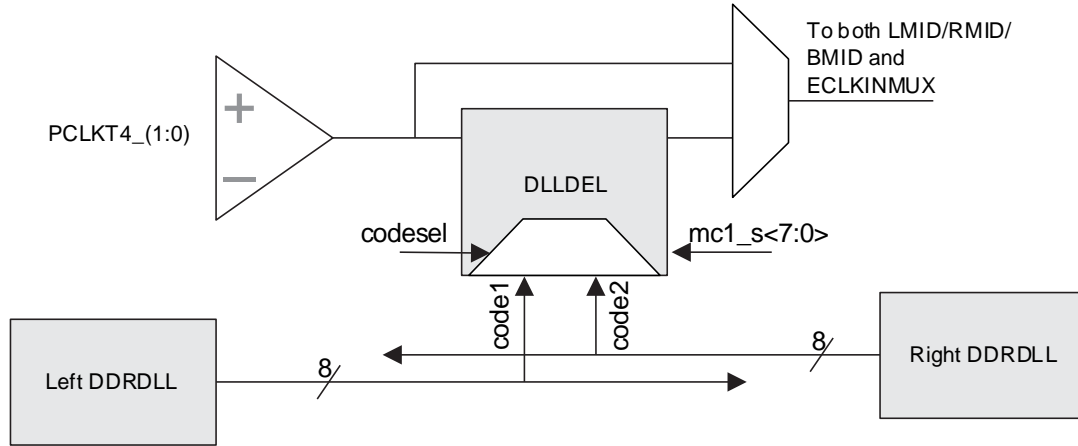 To both LMID/RMID/
BMID and
ECLKINMUX
PCLKT4_(1:0)
+
−
DLLDEL
codesel
mc1_s<7:0>
code1
code2
Left DDRDLL
8
8
Right DDRDLL